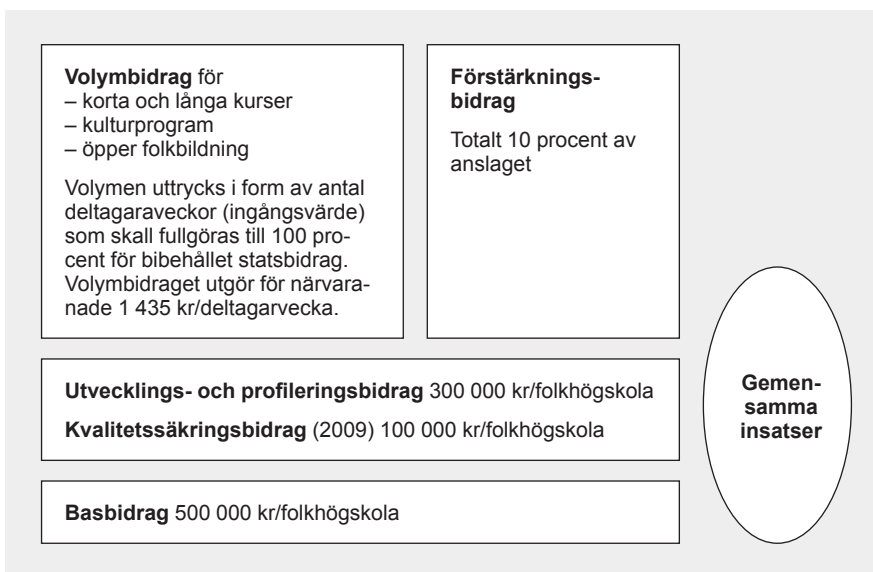 Volymbidrag för
– korta och långa kurser
– kulturprogram
– öpper folkbildning
Volymen uttrycks i form av antal
deltagaraveckor (ingångsvärde)
som skall fullgöras till 100 pro-
cent för bibehållet statsbidrag.
Volymbidraget utgör för närvara-
nade 1 435 kr/deltagarvecka.
Förstärknings-
bidrag
Totalt 10 procent av
anslaget
Utvecklings- och profileringsbidrag 300 000 kr/folkhögskola
Kvalitetssäkringsbidrag (2009) 100 000 kr/folkhögskola
Basbidrag 500 000 kr/folkhögskola
Gemen-
samma
insatser